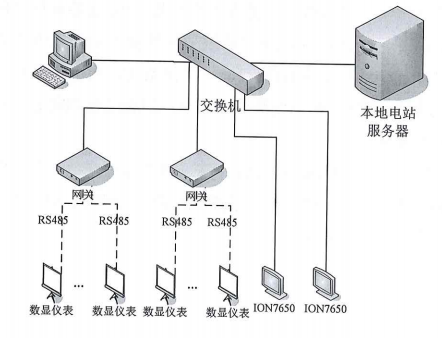 交换机
本地电站
服务器
网关 网关
RS485 RS485 RS485 RS485
... ...
数显仪表 数显仪表 数显仪表 数显仪表 ION7650 ION7650